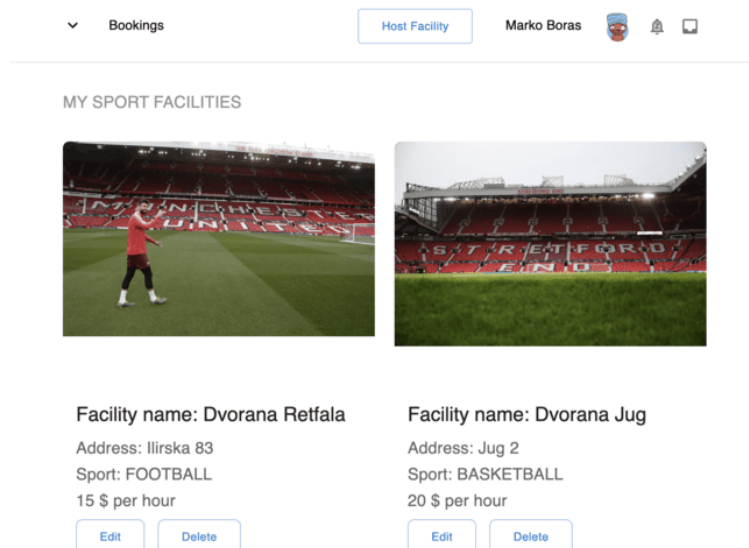 Bookings
Host Facility
Marko Boras
MY SPORT FACILITIES
MANCHESTE
UNITED
STRETFORD
END
Facility name: Dvorana Retfala
Facility name: Dvorana Jug
Address: Ilirska 83
Address: Jug 2
Sport: FOOTBALL
Sport: BASKETBALL
15 $ per hour
20 $ per hour
Edit
Delete
Edit
Delete